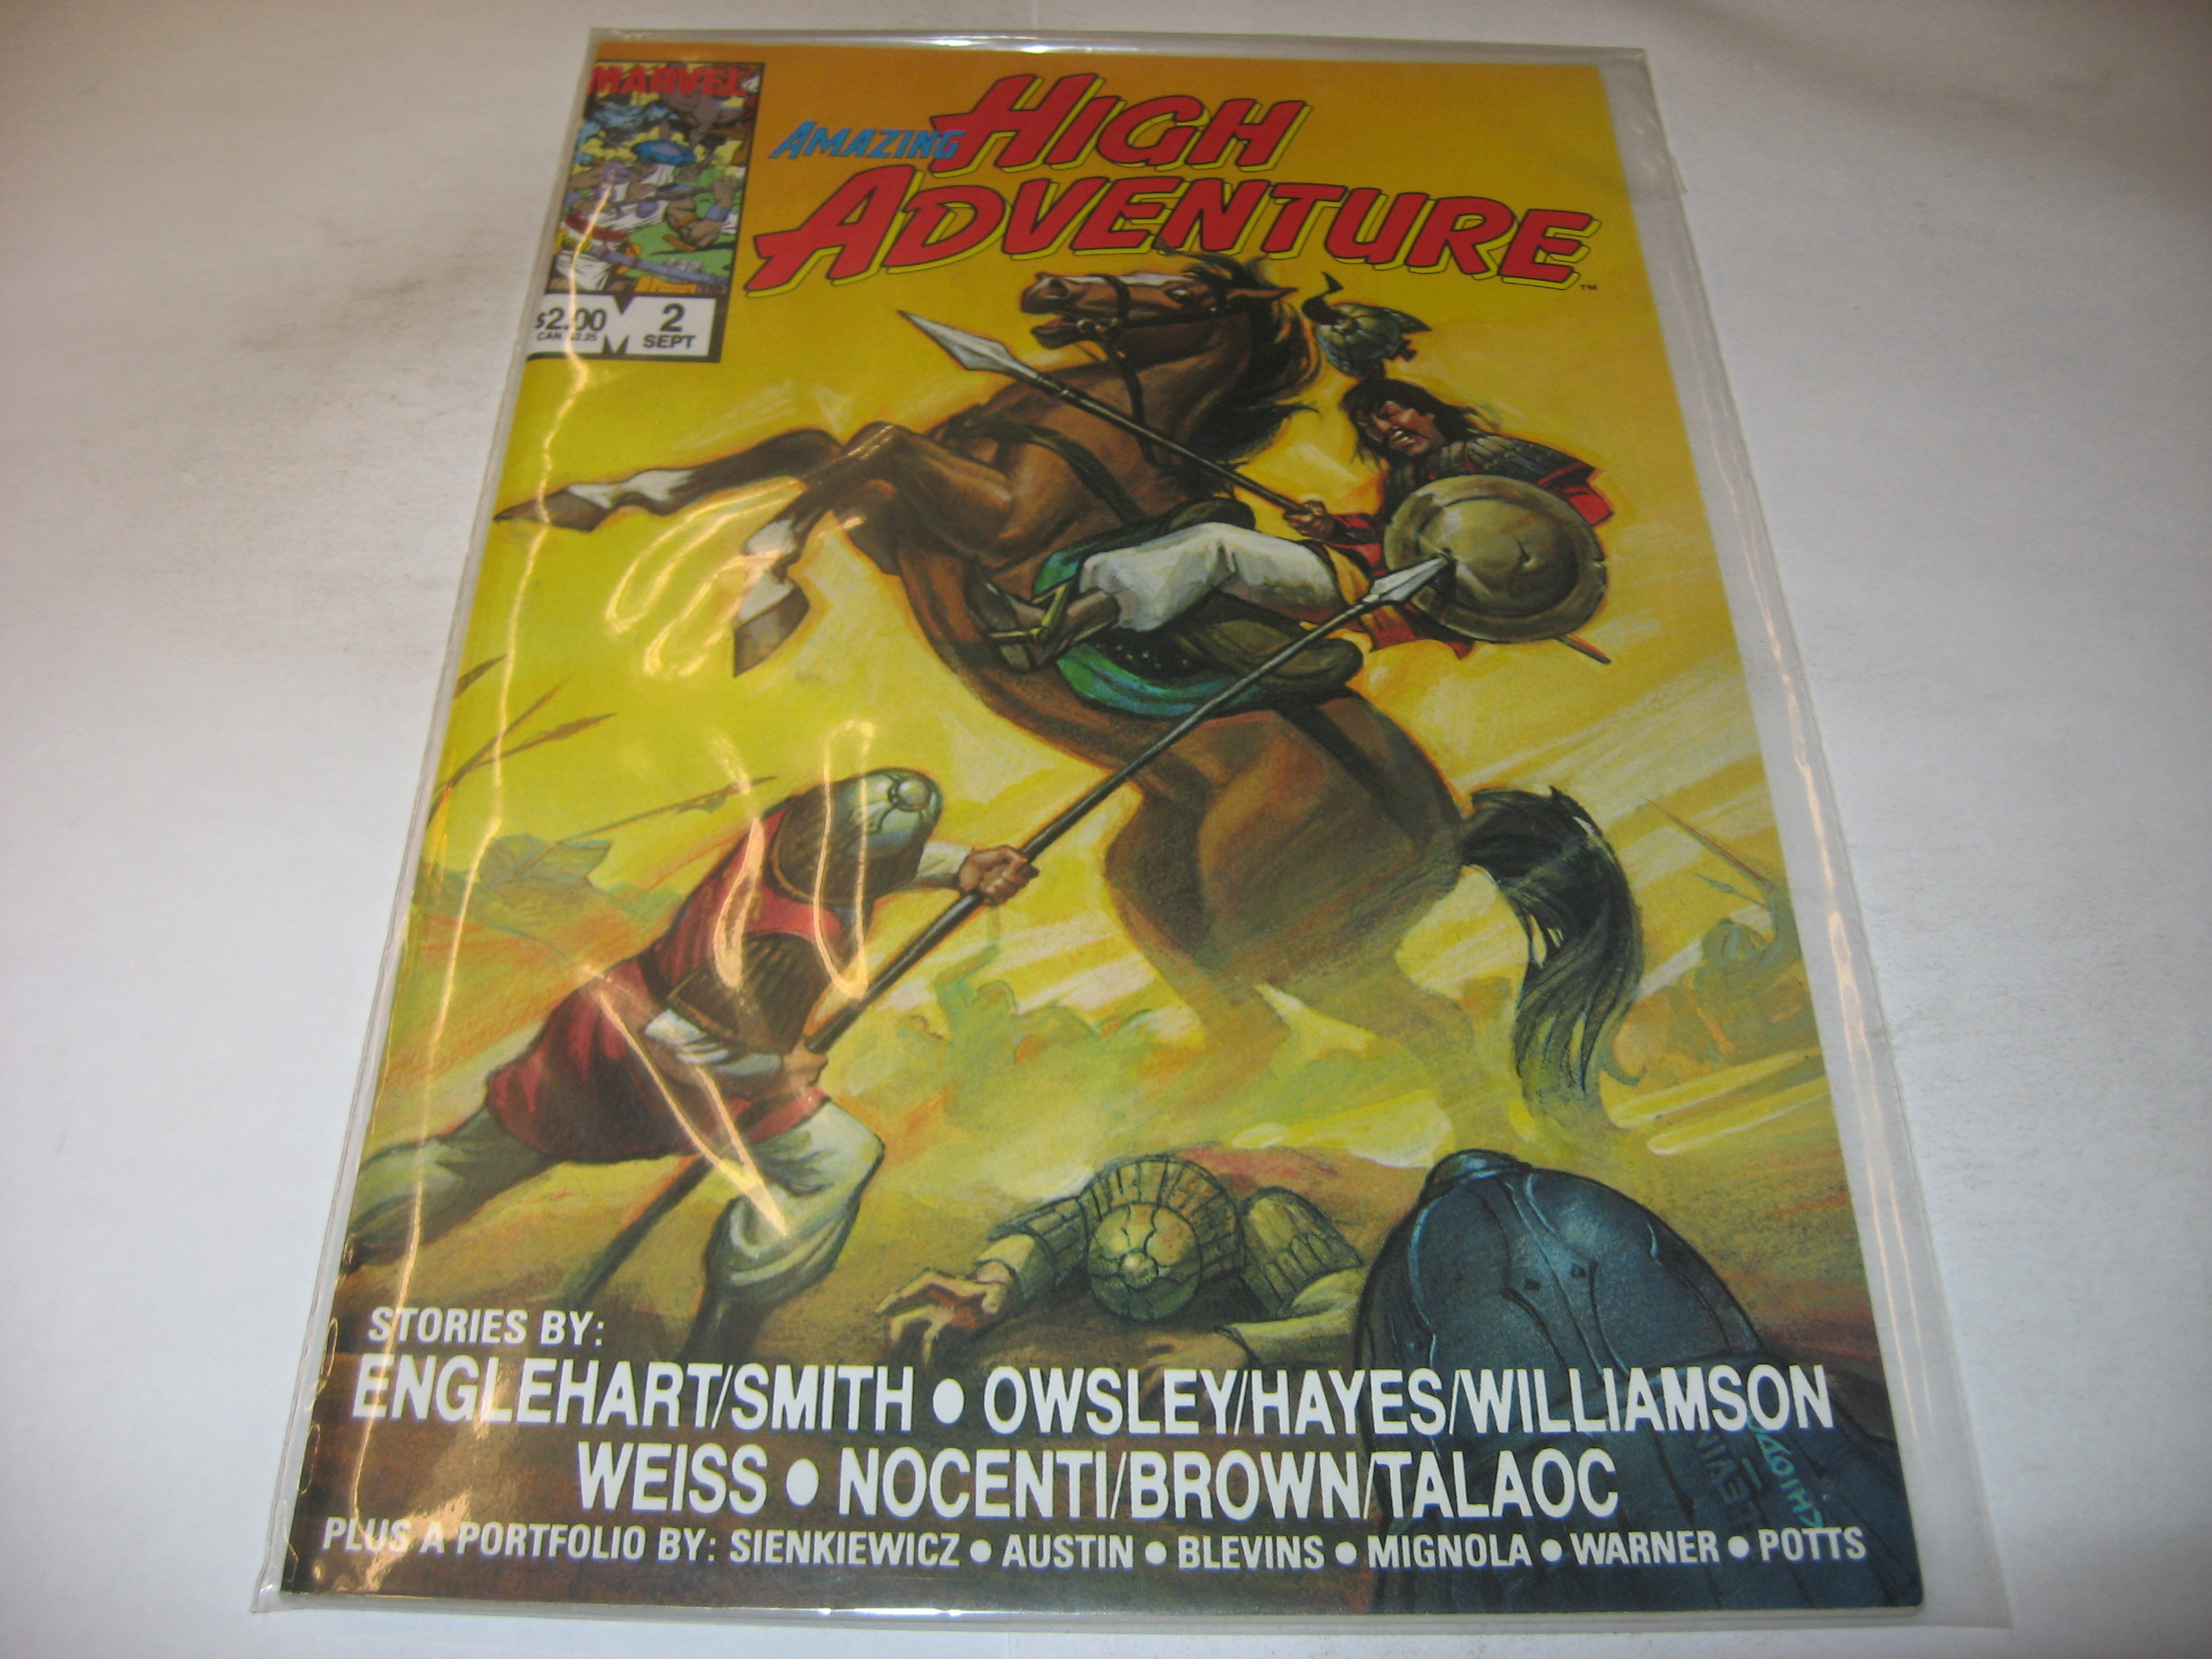 MARVEL
AMAZING HIGH
ADVENTURE
TM
$2.00
2
SEPT
STORIES BY:
ENGLEHART/SMITH • OWSLEY/HAYES/WILLIAMSON
WEISS • NOCENTI/BROWN/TALAOC
PLUS A PORTFOLIO BY: SIENKIEWICZ • AUSTIN • BLEVINS • MIGNOLA • WARNER • POTTS